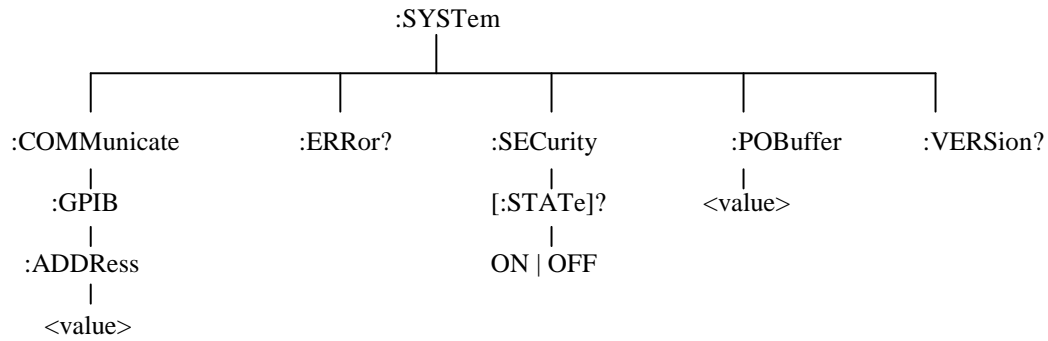 :SYSTem
:COMMunicate :ERRor? :SECurity :POBuffer :VERSion?
:GPIB [:STATe]? <value>
:ADDRess ON | OFF
<value>